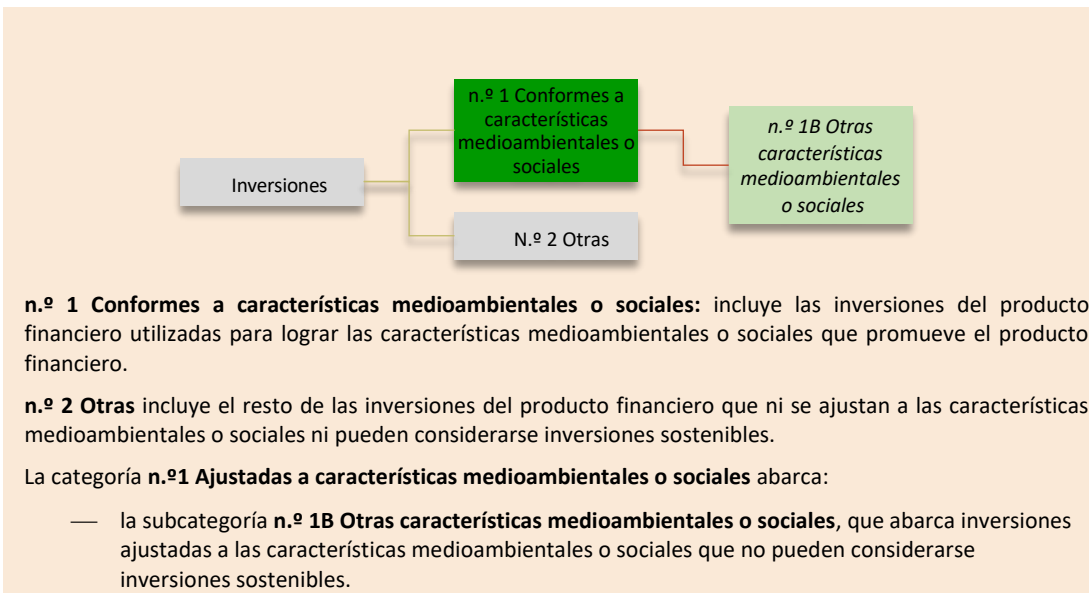 n.º 1 Conformes a
características
medioambientales o
sociales
n.º 1B Otras
características
medioambientales
o sociales
Inversiones
N.º 2 Otras
n.º 1 Conformes a características medioambientales o sociales: incluye las inversiones del producto
financiero utilizadas para lograr las características medioambientales o sociales que promueve el producto
financiero.
n.º 2 Otras incluye el resto de las inversiones del producto financiero que ni se ajustan a las características
medioambientales o sociales ni pueden considerarse inversiones sostenibles.
La categoría n.º1 Ajustadas a características medioambientales o sociales abarca:
— la subcategoría n.º 1B Otras características medioambientales o sociales, que abarca inversiones
ajustadas a las características medioambientales o sociales que no pueden considerarse
inversiones sostenibles.